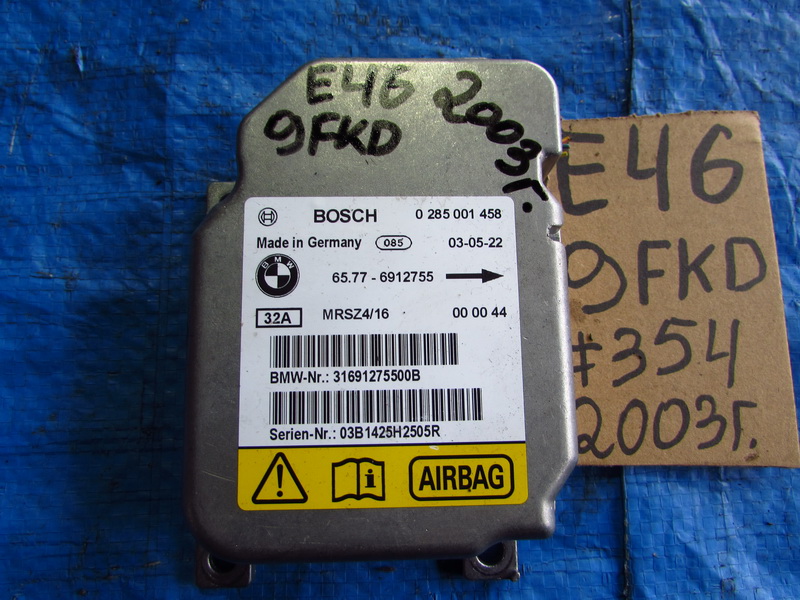 E46 2003г.
9FKD
BOSCH 0 285 001 458
Made in Germany 085 03-05-22
BMW 65.77 - 6912755
32A MRSZ4/16 00 00 44
BMW-Nr.: 31691275500B
Serien-Nr.: 03B1425H2505R
AIRBAG
E46
9FKD
#354
2003г.